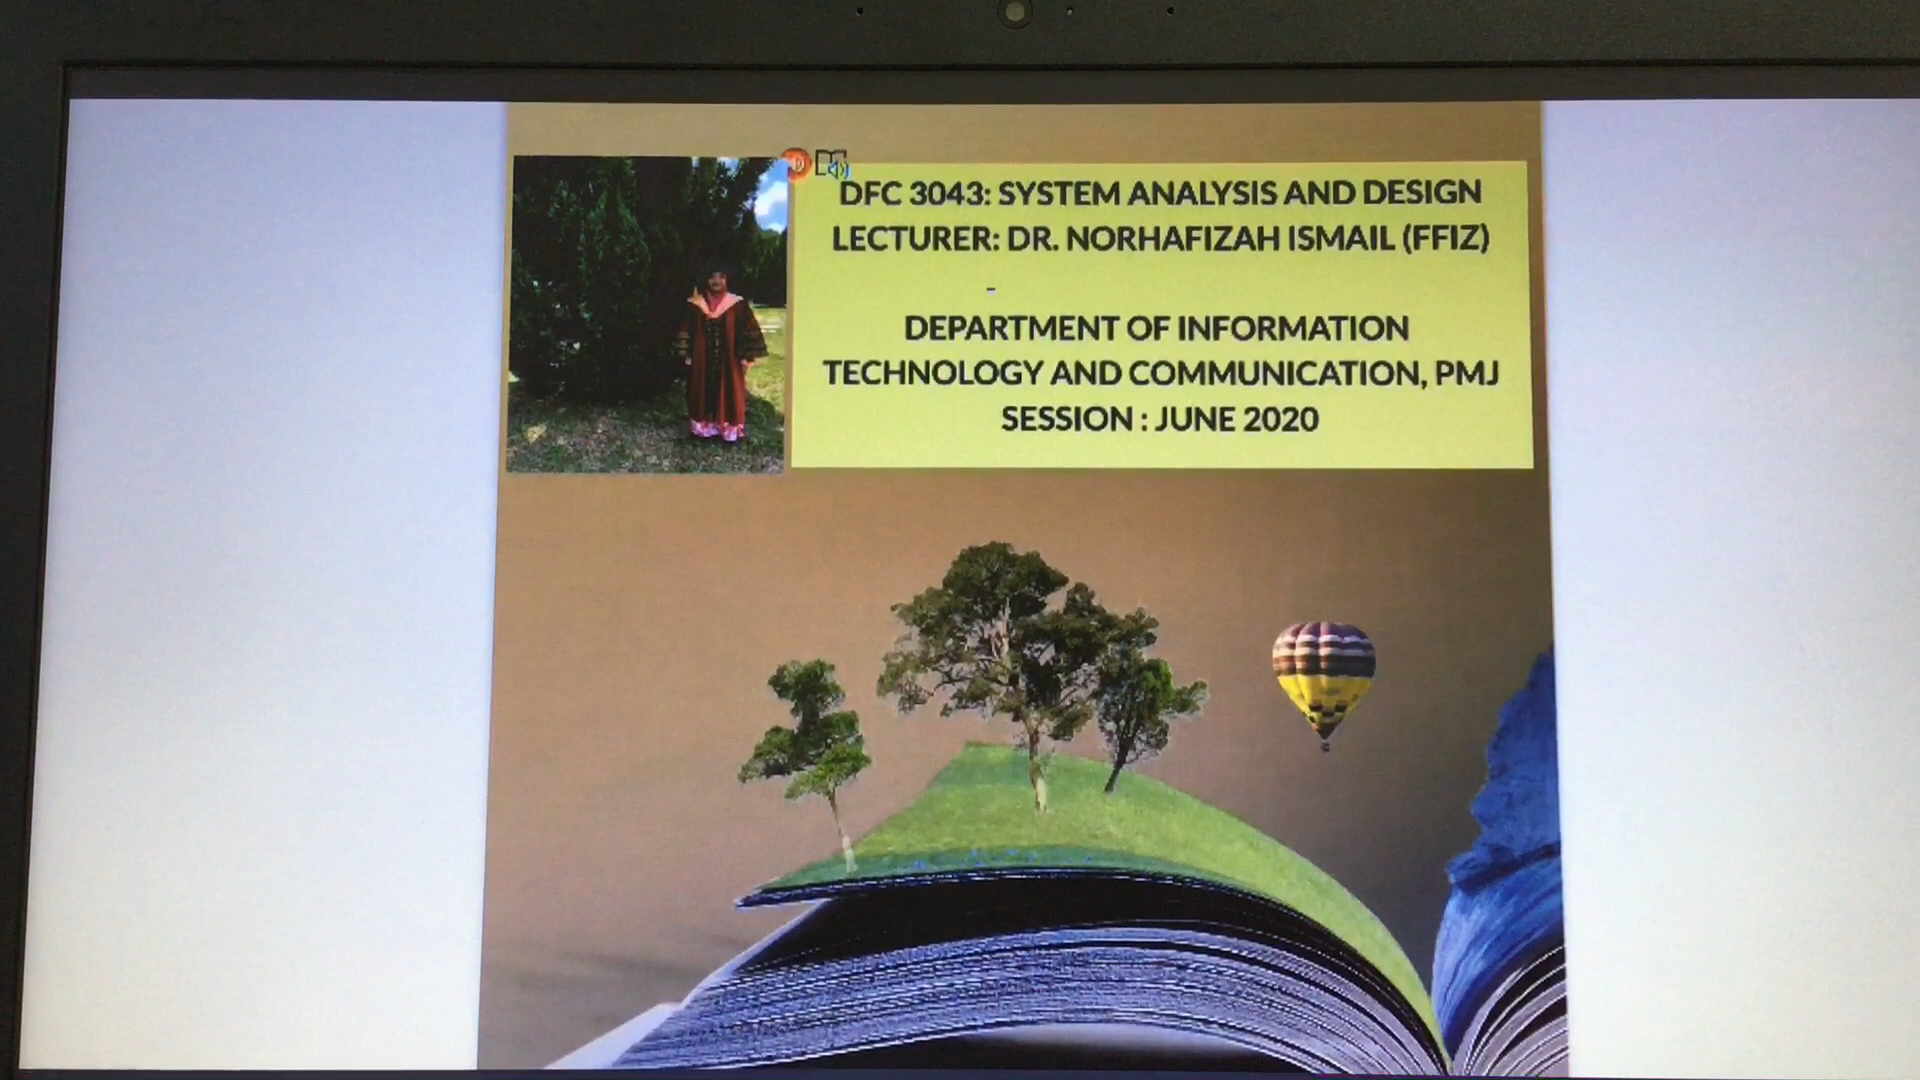 DFC 3043: SYSTEM ANALYSIS AND DESIGN
LECTURER: DR. NORHAFIZAH ISMAIL (FFIZ)
DEPARTMENT OF INFORMATION
TECHNOLOGY AND COMMUNICATION, PMJ
SESSION : JUNE 2020